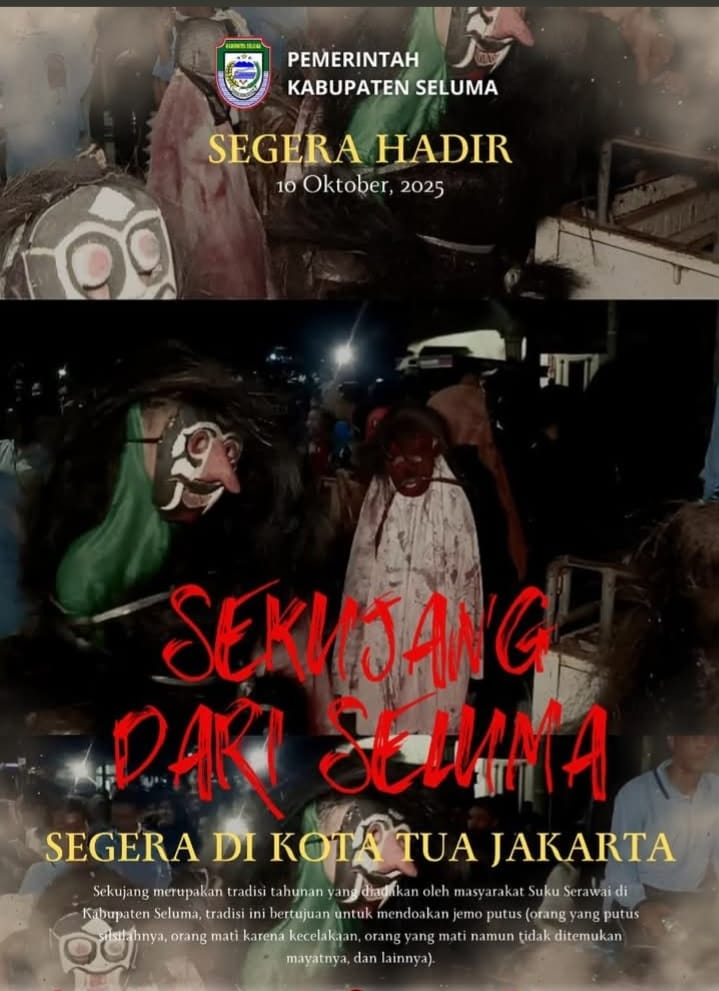 KABUPATEN SELUMA
PEMERINTAH
KABUPATEN SELUMA
SEGERA HADIR
10 Oktober, 2025
SEKUJANG
DARI SELUMA
SEGERA DI KOTA TUA JAKARTA
Sekujang merupakan tradisi tahunan yang diadakan oleh masyarakat Suku Serawai di
Kabupaten Seluma, tradisi ini bertujuan untuk mendoakan jemo putus (orang yang putus
silsilahnya, orang mati karena kecelakaan, orang yang mati namun tidak ditemukan
mayatnya, dan lainnya).